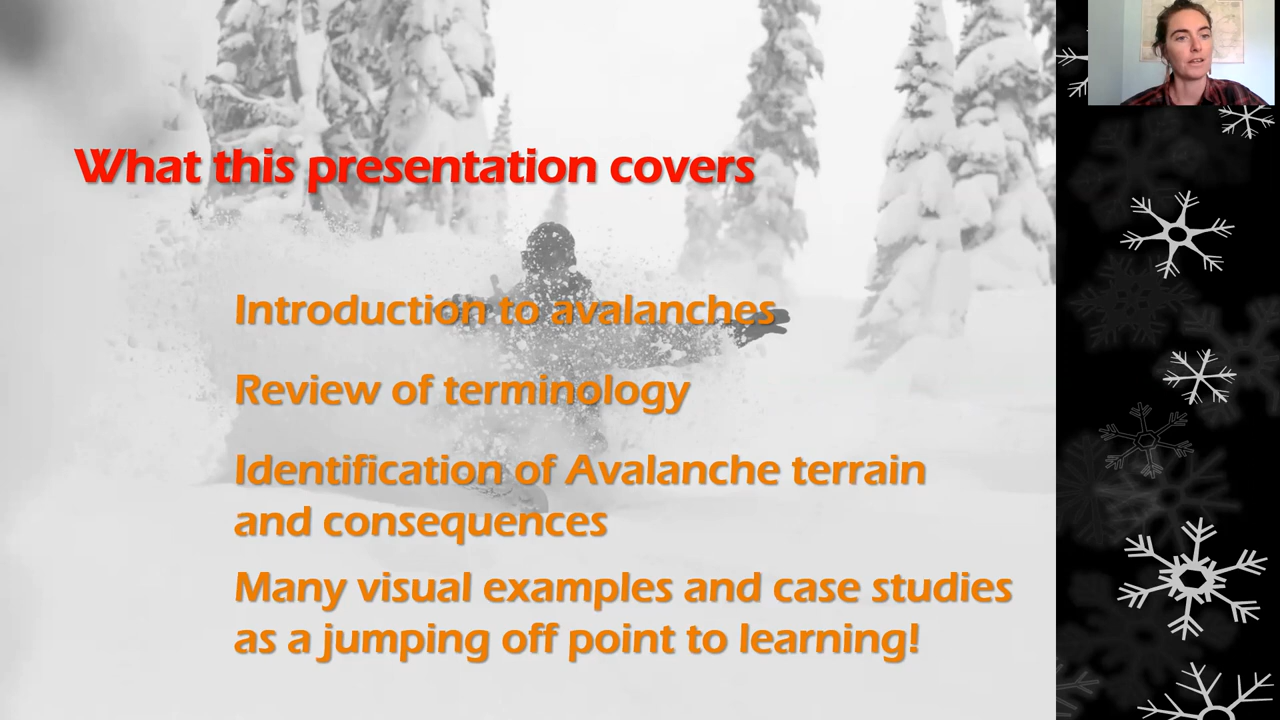 What this presentation covers
Introduction to avalanches
Review of terminology
Identification of Avalanche terrain
and consequences
Many visual examples and case studies
as a jumping off point to learning!